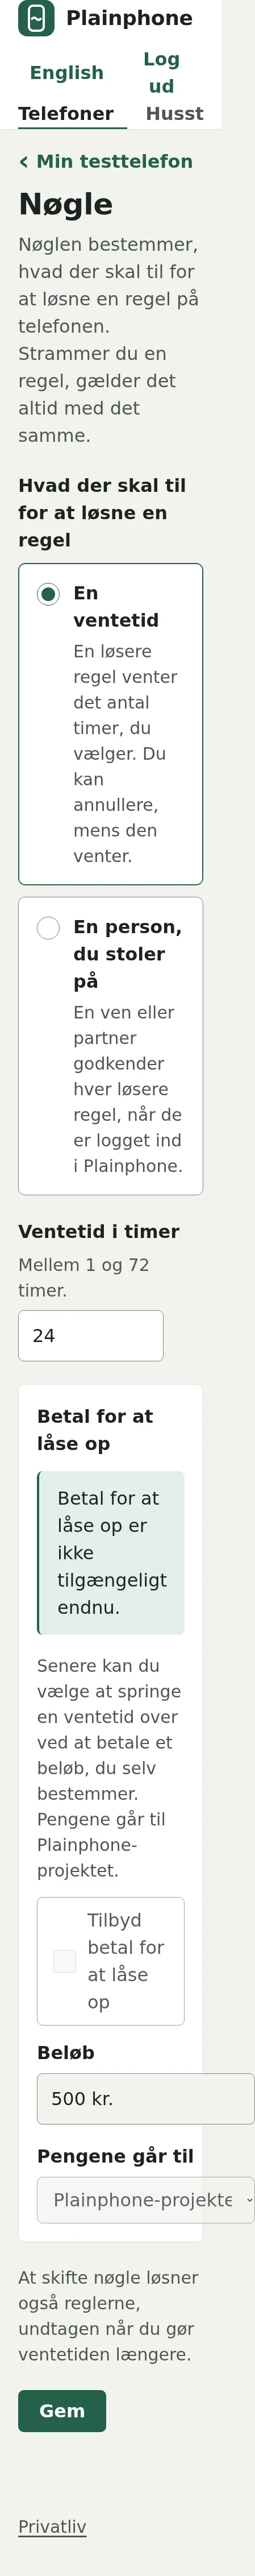 Plainphone
English
Log
ud
Telefoner
Husst
‹ Min testtelefon
Nøgle
Nøglen bestemmer,
hvad der skal til for
at løsne en regel på
telefonen.
Strammer du en
regel, gælder det
altid med det
samme.
Hvad der skal til
for at løsne en
regel
En
ventetid
En løsere
regel venter
det antal
timer, du
vælger. Du
kan
annullere,
mens den
venter.
En person,
du stoler
på
En ven eller
partner
godkender
hver løsere
regel, når de
er logget ind
i Plainphone.
Ventetid i timer
Mellem 1 og 72
timer.
24
Betal for at
låse op
Betal for at
låse op er
ikke
tilgængeligt
endnu.
Senere kan du
vælge at springe
en ventetid over
ved at betale et
beløb, du selv
bestemmer.
Pengene går til
Plainphone-
projektet.
Tilbyd
betal for
at låse
op
Beløb
500 kr.
Pengene går til
Plainphone-projekte
At skifte nøgle løsner
også reglerne,
undtagen når du gør
ventetiden længere.
Gem
Privatliv